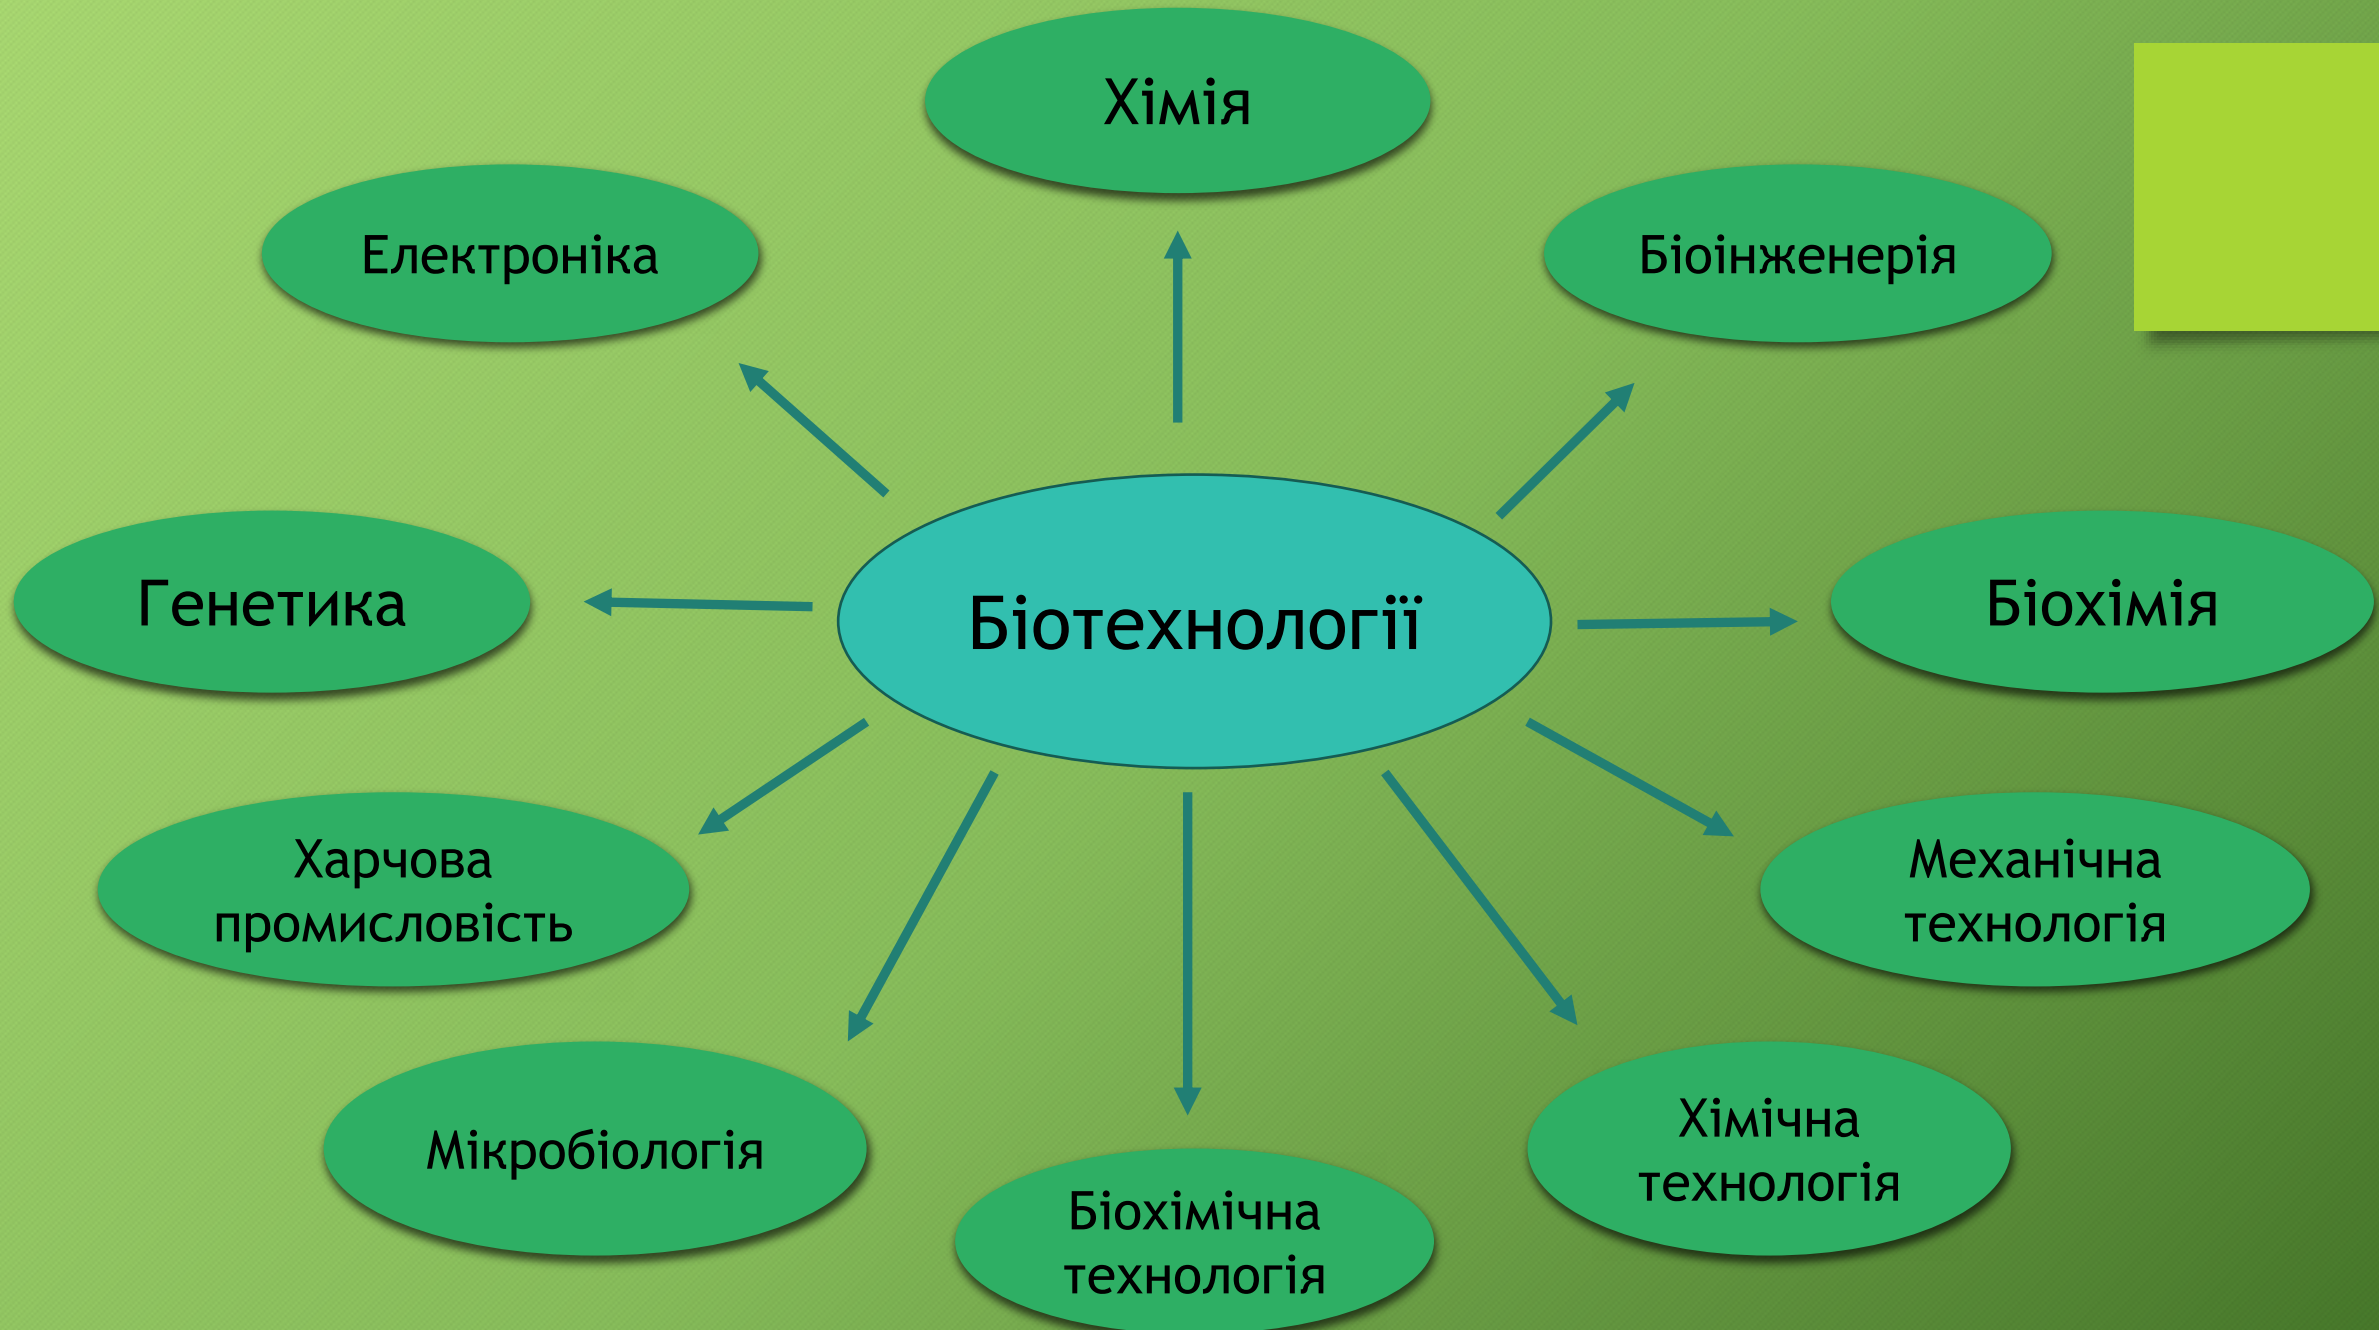 Хімія
Електроніка
Біоінженерія
Генетика
Біотехнології
Біохімія
Харчова
промисловість
Механічна
технологія
Мікробіологія
Хімічна
технологія
Біохімічна
технологія